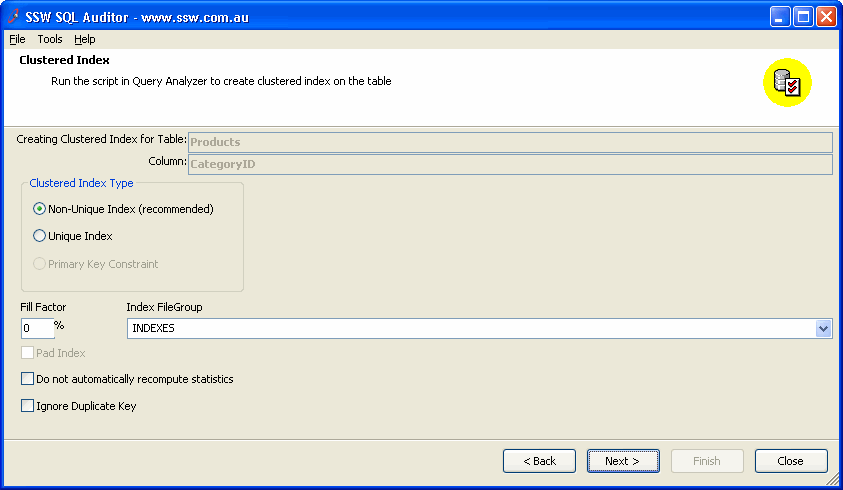 SSW SQL Auditor - www.ssw.com.au
File Tools Help
Clustered Index
Run the script in Query Analyzer to create clustered index on the table
Creating Clustered Index for Table: Products
Column: CategoryID
Clustered Index Type
Non-Unique Index (recommended)
Unique Index
Primary Key Constraint
Fill Factor Index FileGroup
0 % INDEXES
Pad Index
Do not automatically recompute statistics
Ignore Duplicate Key
< Back Next > Finish Close